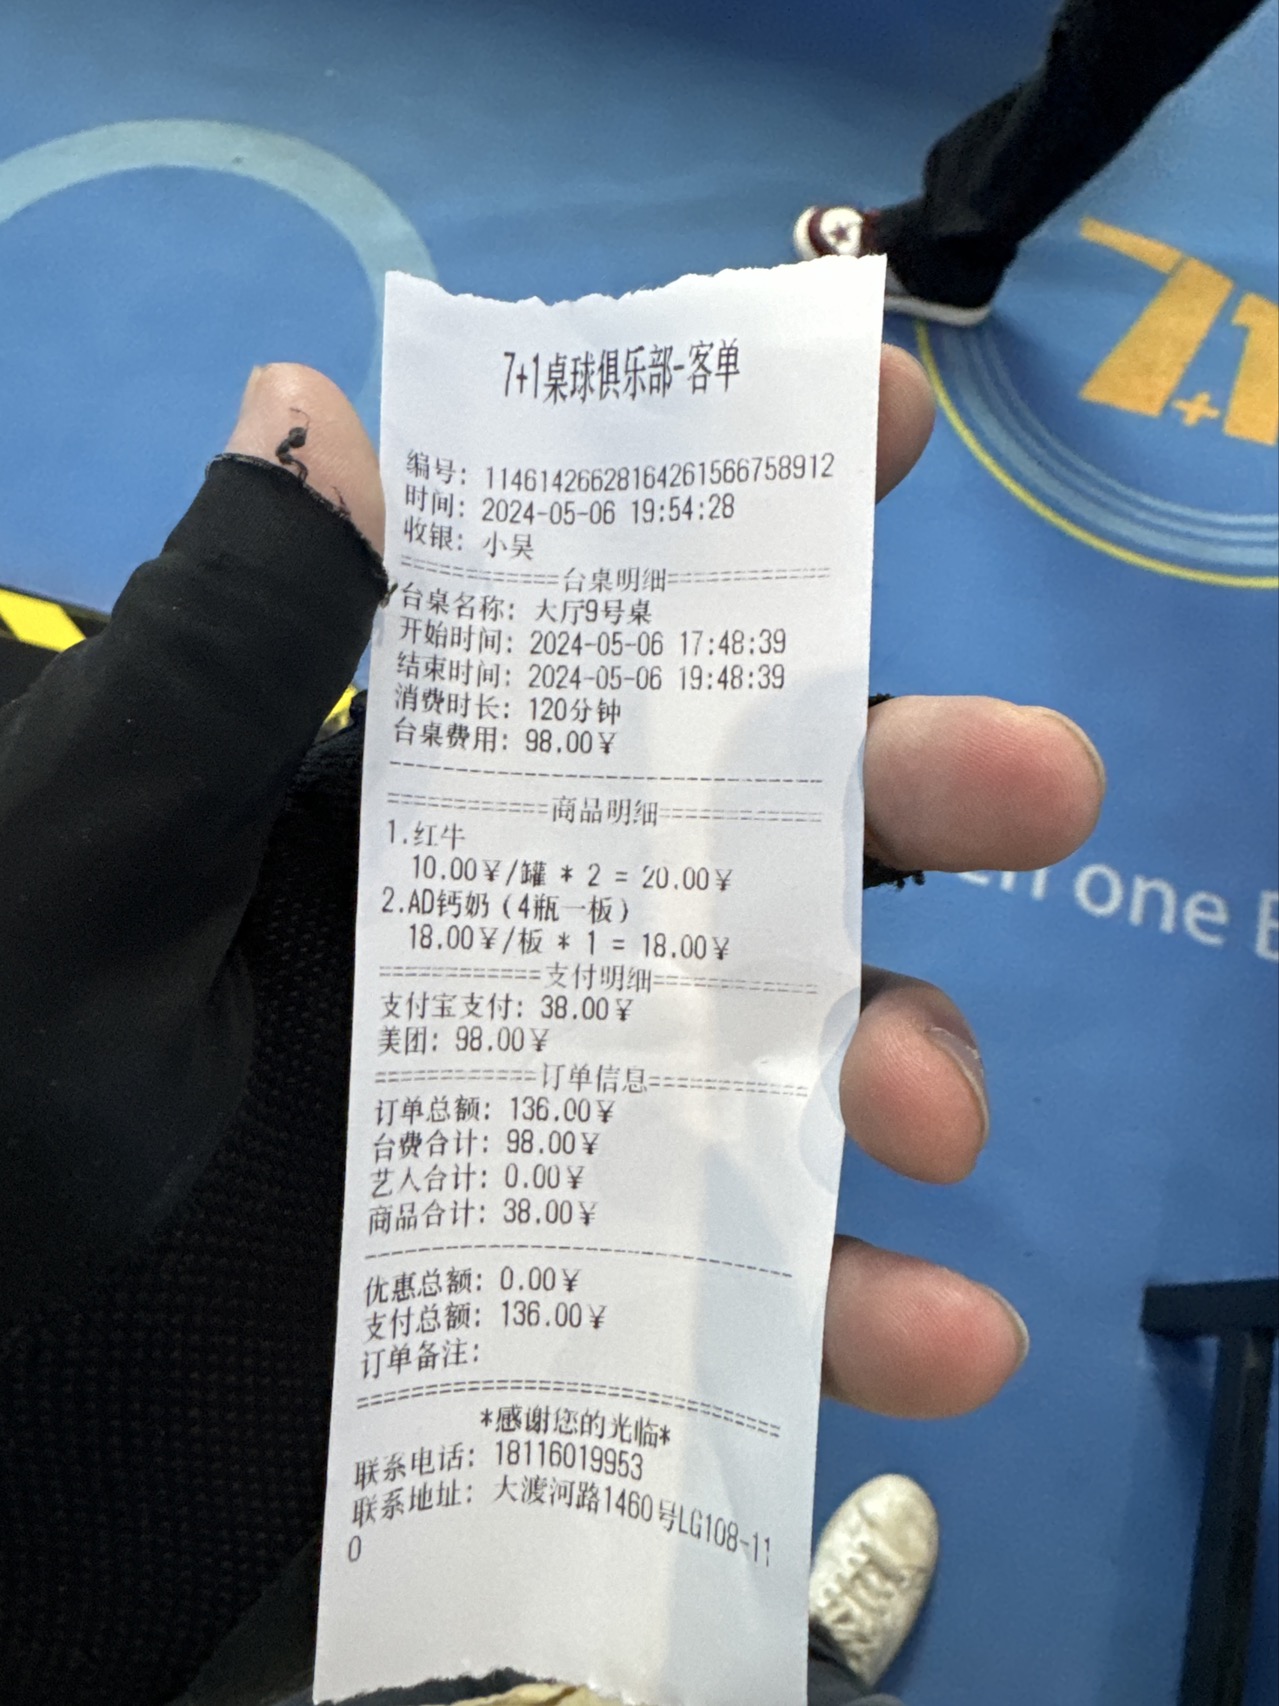 7+1桌球俱乐部-客单
编号: 11461426628164261566758912
时间: 2024-05-06 19:54:28
收银: 小昊
===========台桌明细===========
台桌名称: 大厅9号桌
开始时间: 2024-05-06 17:48:39
结束时间: 2024-05-06 19:48:39
消费时长: 120分钟
台桌费用: 98.00¥
--------------------------------
===========商品明细===========
1.红牛
10.00¥/罐 * 2 = 20.00¥
2.AD钙奶（4瓶一板）
18.00¥/板 * 1 = 18.00¥
===========支付明细===========
支付宝支付: 38.00¥
美团: 98.00¥
===========订单信息===========
订单总额: 136.00¥
台费合计: 98.00¥
艺人合计: 0.00¥
商品合计: 38.00¥
--------------------------------
优惠总额: 0.00¥
支付总额: 136.00¥
订单备注:
================================
*感谢您的光临*
联系电话: 18116019953
联系地址: 大渡河路1460号LG108-11
0
7+1
one